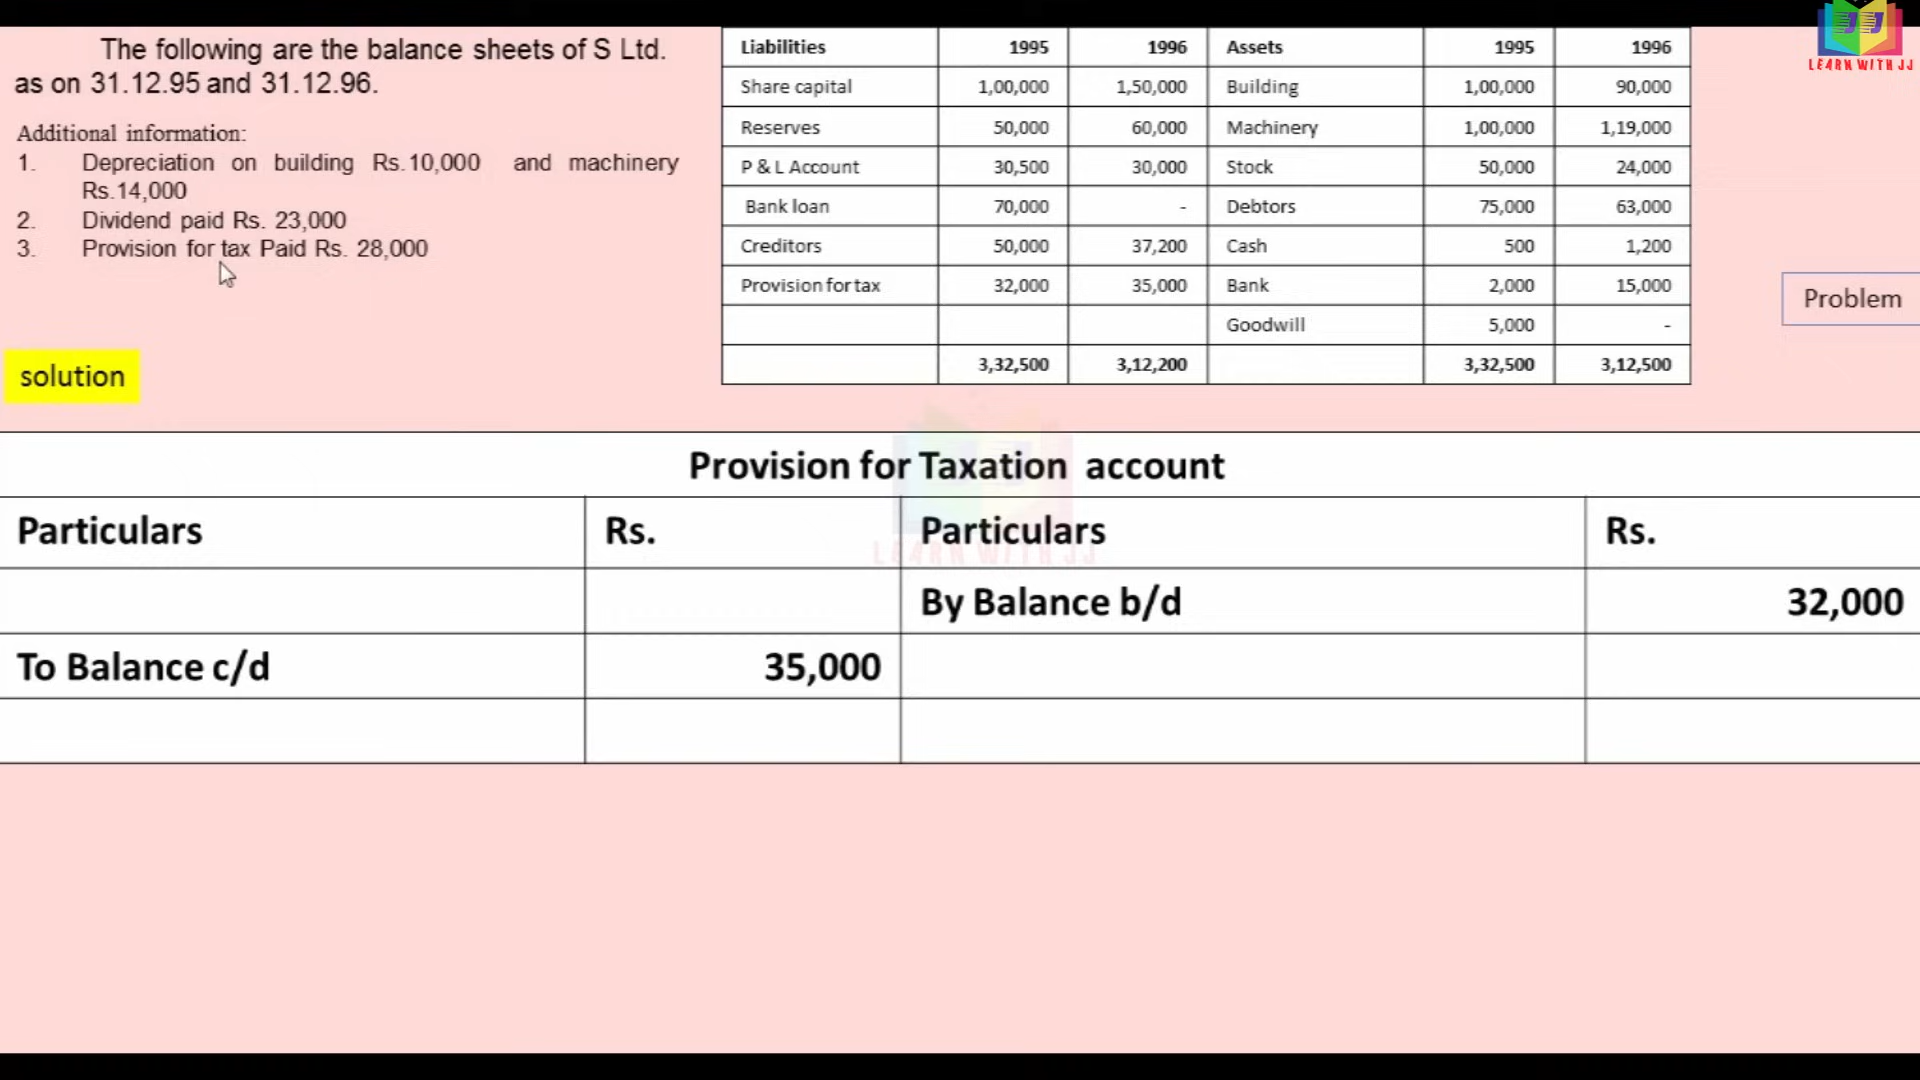 The following are the balance sheets of S Ltd.
as on 31.12.95 and 31.12.96.
Additional information:
1. Depreciation on building Rs.10,000 and machinery
Rs.14,000
2. Dividend paid Rs. 23,000
3. Provision for tax Paid Rs. 28,000
solution
Liabilities 1995 1996 Assets 1995 1996
Share capital 1,00,000 1,50,000 Building 1,00,000 90,000
Reserves 50,000 60,000 Machinery 1,00,000 1,19,000
P & L Account 30,500 30,000 Stock 50,000 24,000
Bank loan 70,000 - Debtors 75,000 63,000
Creditors 50,000 37,200 Cash 500 1,200
Provision for tax 32,000 35,000 Bank 2,000 15,000
Goodwill 5,000 -
3,32,500 3,12,200 3,32,500 3,12,500
JJ
LEARN WITH JJ
Problem
Provision for Taxation account
Particulars Rs. Particulars Rs.
By Balance b/d 32,000
To Balance c/d 35,000
LEARN WITH JJ